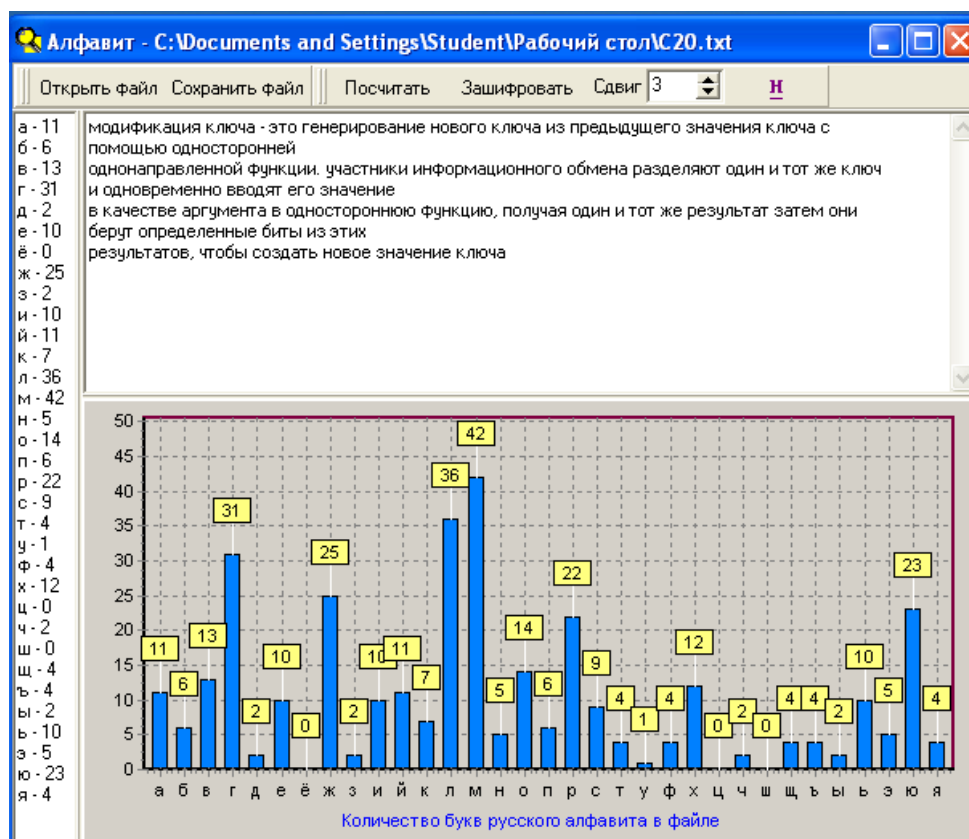 Алфавит - C:\Documents and Settings\Student\Рабочий стол\C20.txt
Открыть файл Сохранить файл Посчитать Зашифровать Сдвиг 3 Н
а - 11
б - 6
в - 13
г - 31
д - 2
е - 10
ё - 0
ж - 25
з - 2
и - 10
й - 11
к - 7
л - 36
м - 42
н - 5
о - 14
п - 6
р - 22
с - 9
т - 4
у - 1
ф - 4
х - 12
ц - 0
ч - 2
ш - 0
щ - 4
ъ - 4
ы - 2
ь - 10
э - 5
ю - 23
я - 4
модификация ключа - это генерирование нового ключа из предыдущего значения ключа с
помощью односторонней
однонаправленной функции. участники информационного обмена разделяют один и тот же ключ
и одновременно вводят его значение
в качестве аргумента в одностороннюю функцию, получая один и тот же результат затем они
берут определенные биты из этих
результатов, чтобы создать новое значение ключа
50
45
40
35
30
25
20
15
10
5
0
11 6 13 31 2 10 0 25 2 10 11 7 36 42 5 14 6 22 9 4 1 4 12 0 2 0 4 4 2 10 5 23 4
а б в г д е ё ж з и й к л м н о п р с т у ф х ц ч ш щ ъ ы ь э ю я
Количество букв русского алфавита в файле